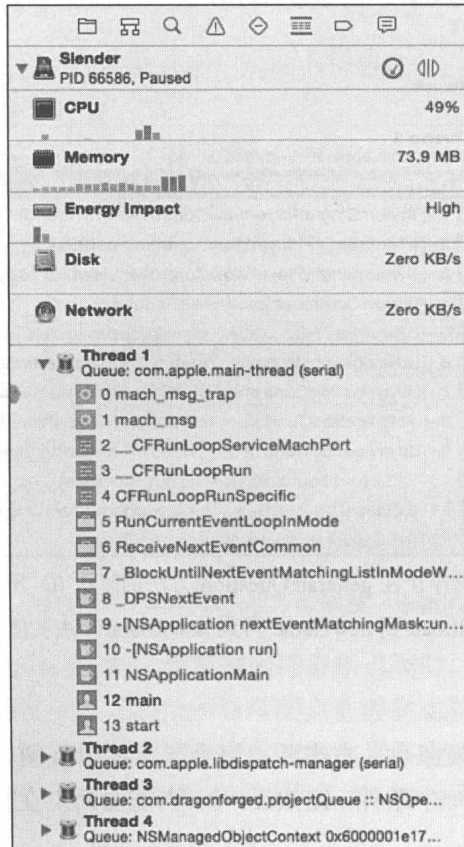 Slender
PID 66586, Paused
CPU 49%
Memory 73.9 MB
Energy Impact High
Disk Zero KB/s
Network Zero KB/s
Thread 1
Queue: com.apple.main-thread (serial)
0 mach_msg_trap
1 mach_msg
2 __CFRunLoopServiceMachPort
3 __CFRunLoopRun
4 CFRunLoopRunSpecific
5 RunCurrentEventLoopInMode
6 ReceiveNextEventCommon
7 _BlockUntilNextEventMatchingListInModeW...
8 _DPSNextEvent
9 -[NSApplication nextEventMatchingMask:un...
10 -[NSApplication run]
11 NSApplicationMain
12 main
13 start
Thread 2
Queue: com.apple.libdispatch-manager (serial)
Thread 3
Queue: com.dragonforged.projectQueue :: NSOpe...
Thread 4
Queue: NSManagedObjectContext 0x6000001e17...